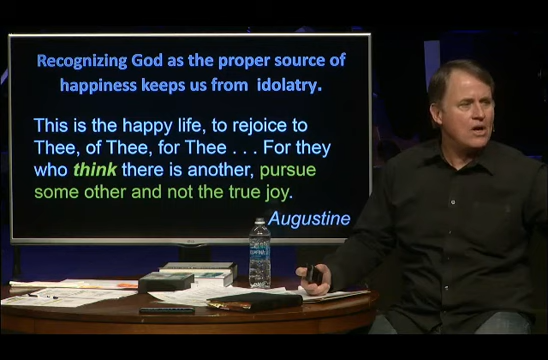 Recognizing God as the proper source of
happiness keeps us from idolatry.
This is the happy life, to rejoice to
Thee, of Thee, for Thee . . . For they
who think there is another, pursue
some other and not the true joy.
Augustine